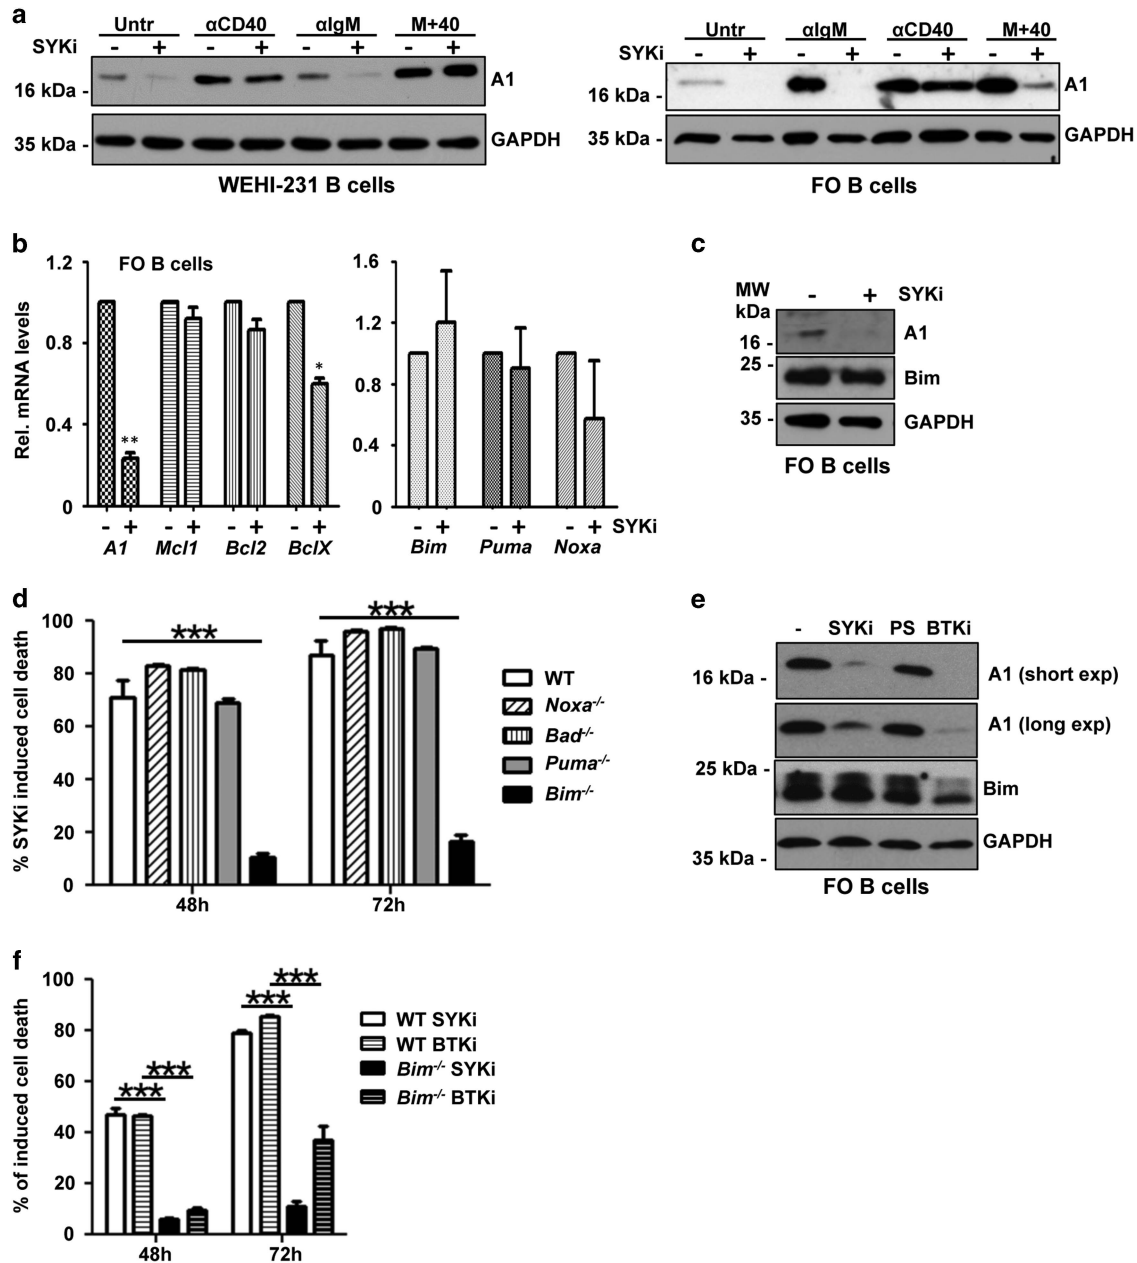 a
Untr αCD40 αIgM M+40
SYKi - + - + - + - +
16 kDa -
A1
35 kDa -
GAPDH
WEHI-231 B cells
Untr αIgM αCD40 M+40
SYKi - + - + - + - +
16 kDa -
A1
35 kDa -
GAPDH
FO B cells
b
FO B cells
Rel. mRNA levels
1.2
0.8
0.4
0
**
*
- + - + - + - +
A1 Mcl1 Bcl2 BclX
1.6
1.2
0.8
0.4
0
- + - + - + SYKi
Bim Puma Noxa
c
MW
kDa
- + SYKi
16 -
A1
25 -
Bim
35 -
GAPDH
FO B cells
d
% SYKi induced cell death
100
80
60
40
20
0
***
***
48h 72h
WT
Noxa-/-
Bad-/-
Puma-/-
Bim-/-
e
- SYKi PS BTKi
16 kDa -
A1 (short exp)
A1 (long exp)
25 kDa -
Bim
GAPDH
35 kDa -
FO B cells
f
% of induced cell death
100
80
60
40
20
0
***
***
***
***
48h 72h
WT SYKi
WT BTKi
Bim-/- SYKi
Bim-/- BTKi